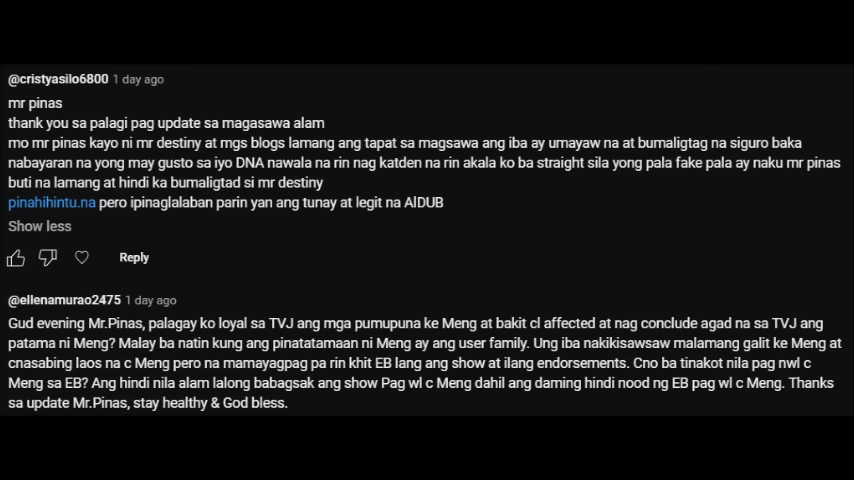 @cristyasilo6800 1 day ago
mr pinas
thank you sa palagi pag update sa magasawa alam
mo mr pinas kayo ni mr destiny at mgs blogs lamang ang tapat sa magsawa ang iba ay umayaw na at bumaligtag na siguro baka
nabayaran na yong may gusto sa iyo DNA nawala na rin nag katden na rin akala ko ba straight sila yong pala fake pala ay naku mr pinas
buti na lamang at hindi ka bumaligtad si mr destiny
pinahihintu.na pero ipinaglalaban parin yan ang tunay at legit na AlDUB
Show less
Reply
@ellenamurao2475 1 day ago
Gud evening Mr.Pinas, palagay ko loyal sa TVJ ang mga pumupuna ke Meng at bakit cl affected at nag conclude agad na sa TVJ ang
patama ni Meng? Malay ba natin kung ang pinatatamaan ni Meng ay ang user family. Ung iba nakikisawsaw malamang galit ke Meng at
cnasabing laos na c Meng pero na mamayagpag pa rin khit EB lang ang show at ilang endorsements. Cno ba tinakot nila pag nwl c
Meng sa EB? Ang hindi nila alam lalong babagsak ang show Pag wl c Meng dahil ang daming hindi nood ng EB pag wl c Meng. Thanks
sa update Mr.Pinas, stay healthy & God bless.